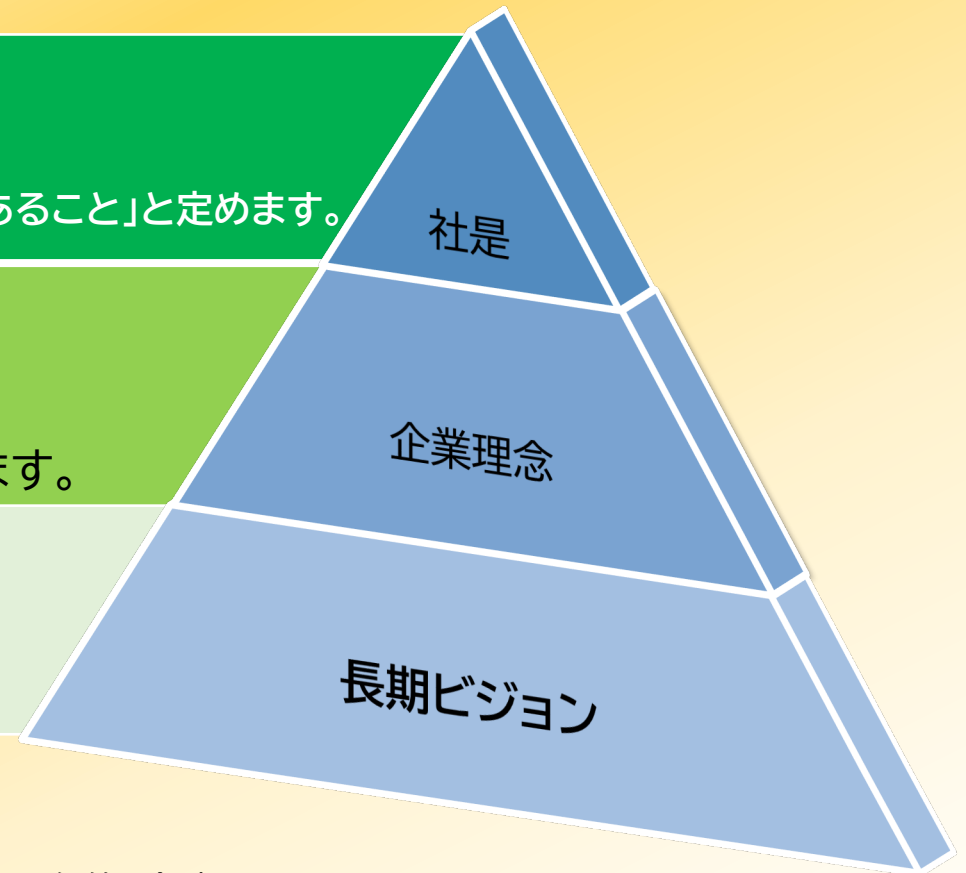 あること」と定めます。
社是
企業理念
ます。
長期ビジョン